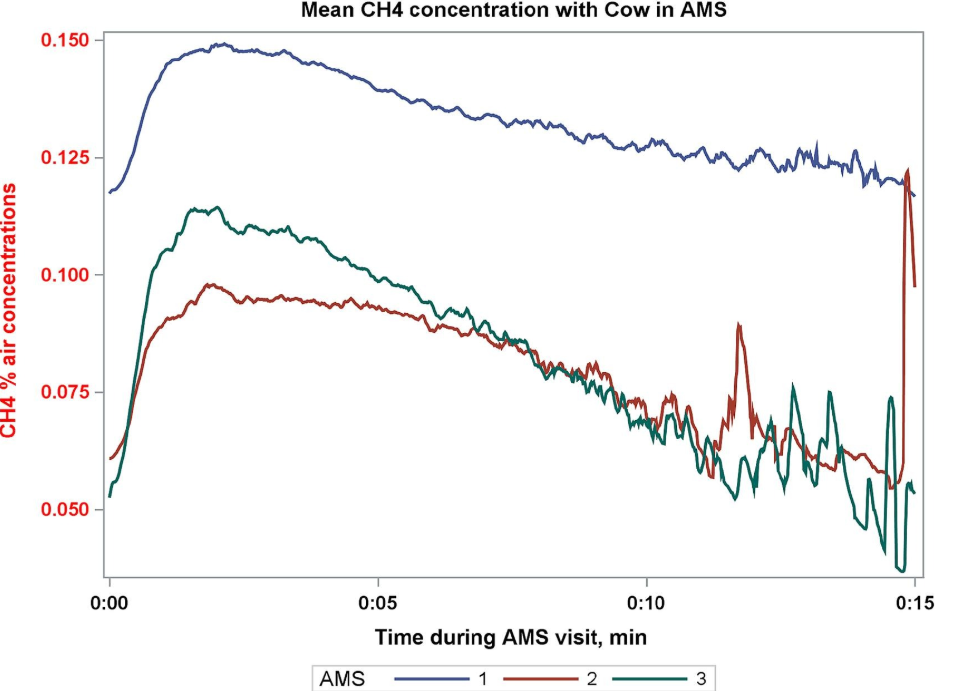 Mean CH4 concentration with Cow in AMS
CH4 % air concentrations
0.150
0.125
0.100
0.075
0.050
0:00 0:05 0:10 0:15
Time during AMS visit, min
AMS 1 2 3